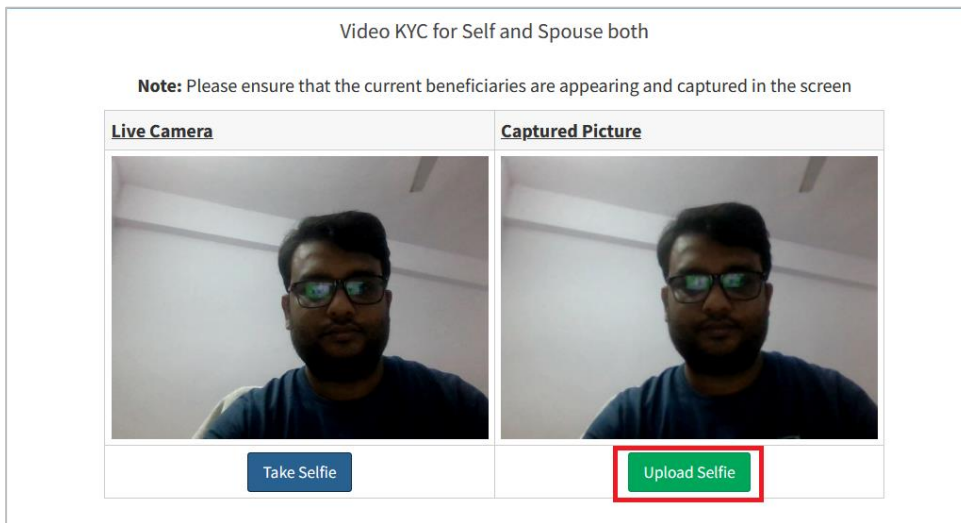 Video KYC for Self and Spouse both
Note: Please ensure that the current beneficiaries are appearing and captured in the screen
Live Camera
Captured Picture
Take Selfie
Upload Selfie